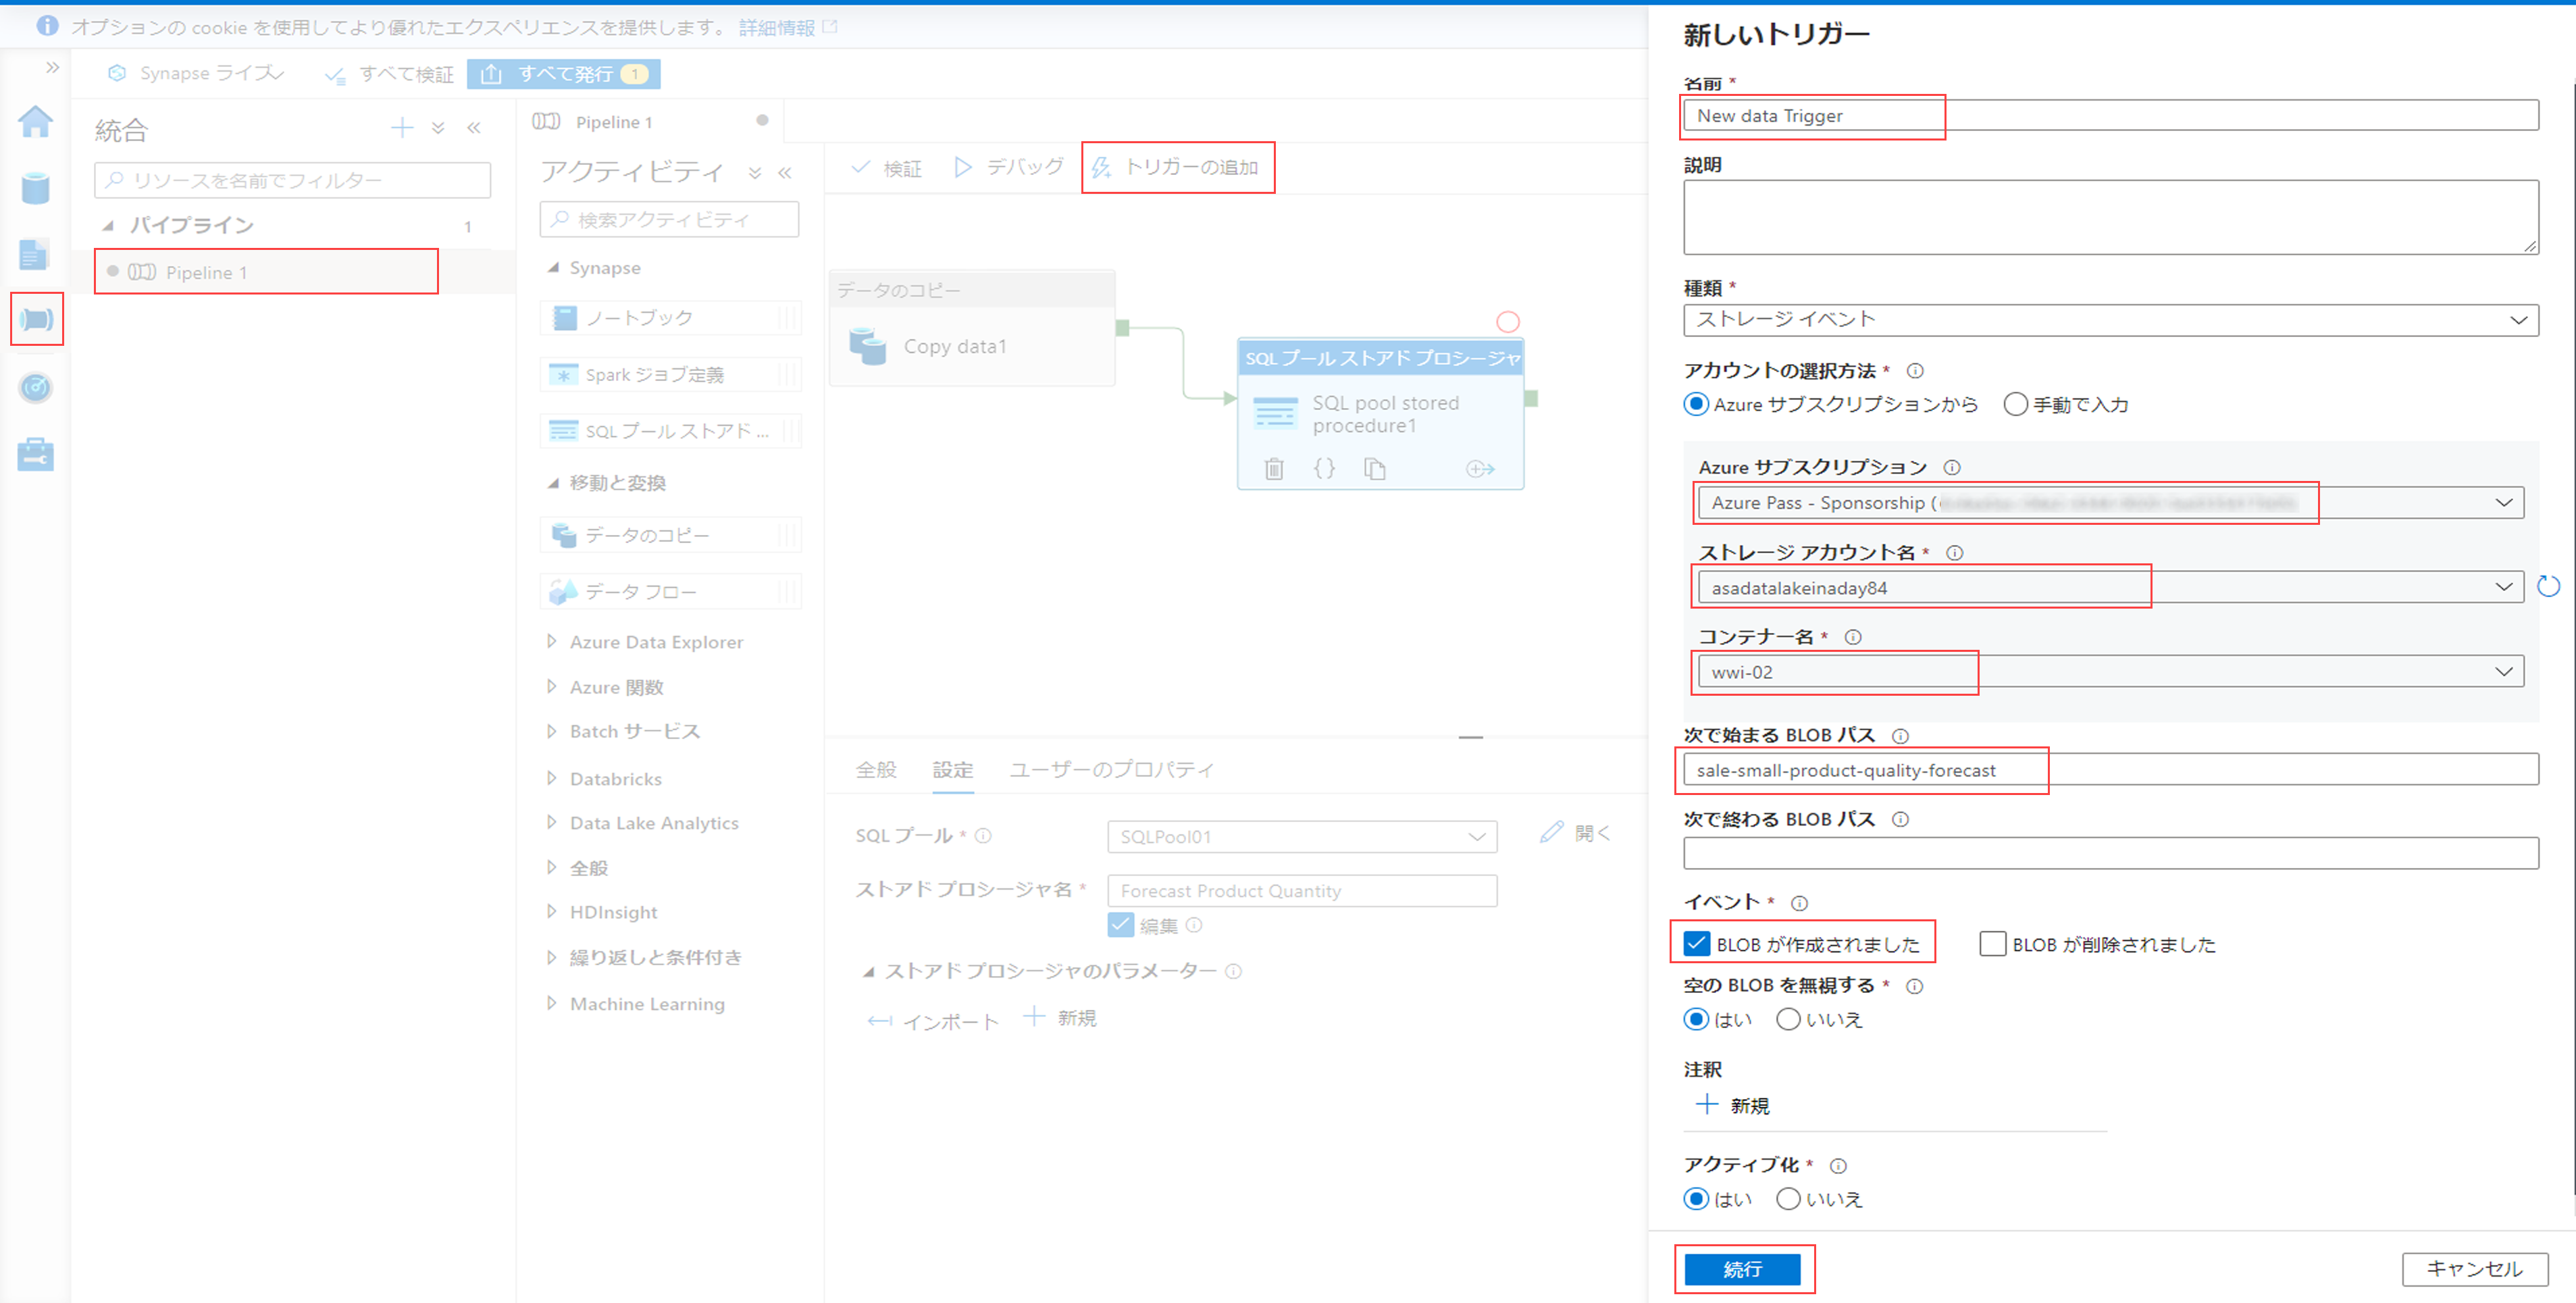 オプションの cookie を使用してより優れたエクスペリエンスを提供します。 詳細情報
Synapse ライブ
すべて検証
すべて発行 1
統合
リソースを名前でフィルター
パイプライン 1
Pipeline 1
Pipeline 1
アクティビティ
検索アクティビティ
Synapse
ノートブック
Spark ジョブ定義
SQL プール ストアド ...
移動と変換
データのコピー
データ フロー
Azure Data Explorer
Azure 関数
Batch サービス
Databricks
Data Lake Analytics
全般
HDInsight
繰り返しと条件付き
Machine Learning
検証
デバッグ
トリガーの追加
データのコピー
Copy data1
SQL プール ストアド プロシージャ
SQL pool stored
procedure1
全般
設定
ユーザーのプロパティ
SQL プール *
SQLPool01
開く
ストアド プロシージャ名 *
Forecast Product Quantity
編集
ストアド プロシージャのパラメーター
インポート
新規
新しいトリガー
名前 *
New data Trigger
説明
種類 *
ストレージ イベント
アカウントの選択方法 *
Azure サブスクリプションから
手動で入力
Azure サブスクリプション
Azure Pass - Sponsorship (
ストレージ アカウント名 *
asadatalakeinaday84
コンテナー名 *
wwi-02
次で始まる BLOB パス
sale-small-product-quality-forecast
次で終わる BLOB パス
イベント *
BLOB が作成されました
BLOB が削除されました
空の BLOB を無視する *
はい
いいえ
注釈
新規
アクティブ化 *
はい
いいえ
続行
キャンセル